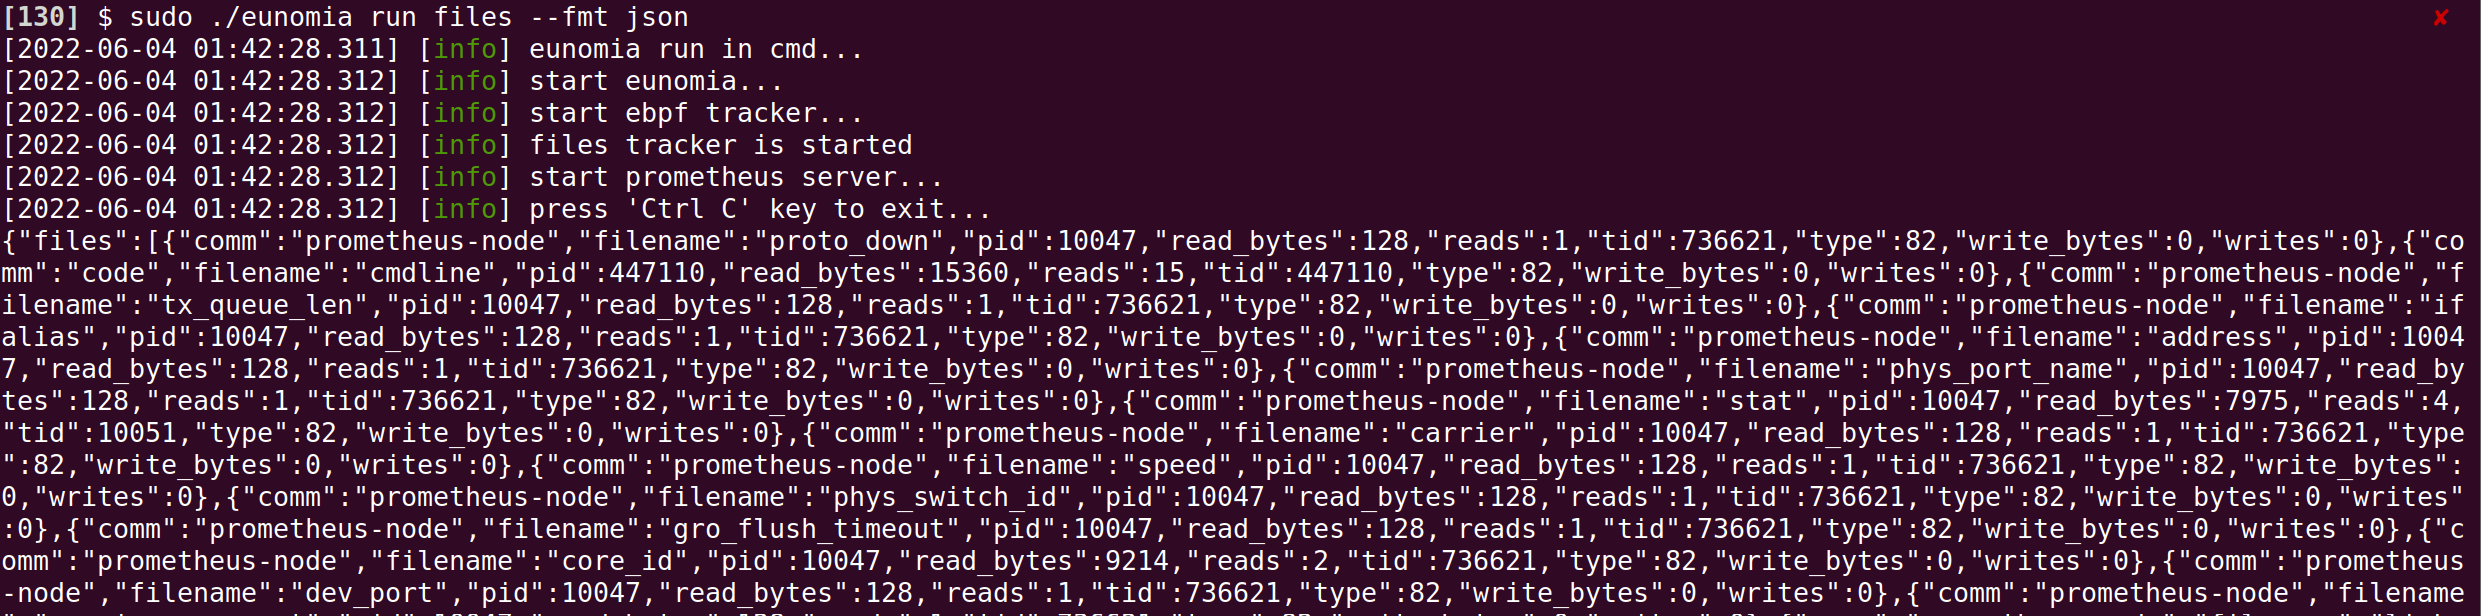 [130] $ sudo ./eunomia run files --fmt json ✘
[2022-06-04 01:42:28.311] [info] eunomia run in cmd...
[2022-06-04 01:42:28.312] [info] start eunomia...
[2022-06-04 01:42:28.312] [info] start ebpf tracker...
[2022-06-04 01:42:28.312] [info] files tracker is started
[2022-06-04 01:42:28.312] [info] start prometheus server...
[2022-06-04 01:42:28.312] [info] press 'Ctrl C' key to exit...
{"files":[{"comm":"prometheus-node","filename":"proto_down","pid":10047,"read_bytes":128,"reads":1,"tid":736621,"type":82,"write_bytes":0,"writes":0},{"co
mm":"code","filename":"cmdline","pid":447110,"read_bytes":15360,"reads":15,"tid":447110,"type":82,"write_bytes":0,"writes":0},{"comm":"prometheus-node","f
ilename":"tx_queue_len","pid":10047,"read_bytes":128,"reads":1,"tid":736621,"type":82,"write_bytes":0,"writes":0},{"comm":"prometheus-node","filename":"if
alias","pid":10047,"read_bytes":128,"reads":1,"tid":736621,"type":82,"write_bytes":0,"writes":0},{"comm":"prometheus-node","filename":"address","pid":1004
7,"read_bytes":128,"reads":1,"tid":736621,"type":82,"write_bytes":0,"writes":0},{"comm":"prometheus-node","filename":"phys_port_name","pid":10047,"read_by
tes":128,"reads":1,"tid":736621,"type":82,"write_bytes":0,"writes":0},{"comm":"prometheus-node","filename":"stat","pid":10047,"read_bytes":7975,"reads":4,
"tid":10051,"type":82,"write_bytes":0,"writes":0},{"comm":"prometheus-node","filename":"carrier","pid":10047,"read_bytes":128,"reads":1,"tid":736621,"type
":82,"write_bytes":0,"writes":0},{"comm":"prometheus-node","filename":"speed","pid":10047,"read_bytes":128,"reads":1,"tid":736621,"type":82,"write_bytes":
0,"writes":0},{"comm":"prometheus-node","filename":"phys_switch_id","pid":10047,"read_bytes":128,"reads":1,"tid":736621,"type":82,"write_bytes":0,"writes"
:0},{"comm":"prometheus-node","filename":"gro_flush_timeout","pid":10047,"read_bytes":128,"reads":1,"tid":736621,"type":82,"write_bytes":0,"writes":0},{"c
omm":"prometheus-node","filename":"core_id","pid":10047,"read_bytes":9214,"reads":2,"tid":736621,"type":82,"write_bytes":0,"writes":0},{"comm":"prometheus
-node","filename":"dev_port","pid":10047,"read_bytes":128,"reads":1,"tid":736621,"type":82,"write_bytes":0,"writes":0},{"comm":"prometheus-node","filename